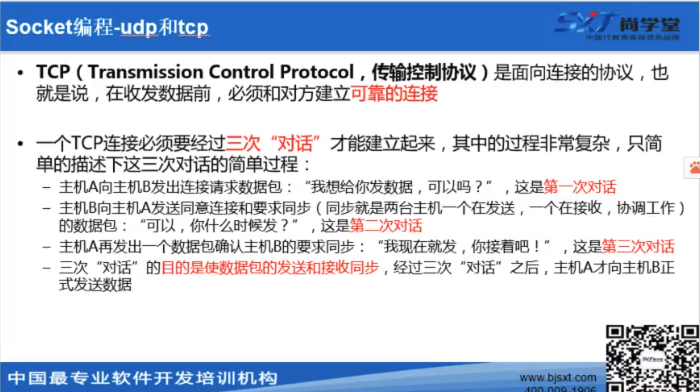 Socket编程-udp和tcp
SXT 尚学堂
中国IT教育质领先品牌
• TCP（Transmission Control Protocol，传输控制协议）是面向连接的协议，也
就是说，在收发数据前，必须和对方建立可靠的连接
• 一个TCP连接必须要经过三次“对话”才能建立起来，其中的过程非常复杂，只简
单的描述下这三次对话的简单过程：
– 主机A向主机B发出连接请求数据包：“我想给你发数据，可以吗？”，这是第一次对话
– 主机B向主机A发送同意连接和要求同步（同步就是两台主机一个在发送，一个在接收，协调工作）
的数据包：“可以，你什么时候发？”，这是第二次对话
– 主机A再发出一个数据包确认主机B的要求同步：“我现在就发，你接着吧！”，这是第三次对话
– 三次“对话”的目的是使数据包的发送和接收同步，经过三次“对话”之后，主机A才向主机B正
式发送数据
中国最专业软件开发培训机构
www.bjsxt.com
400-009-1906